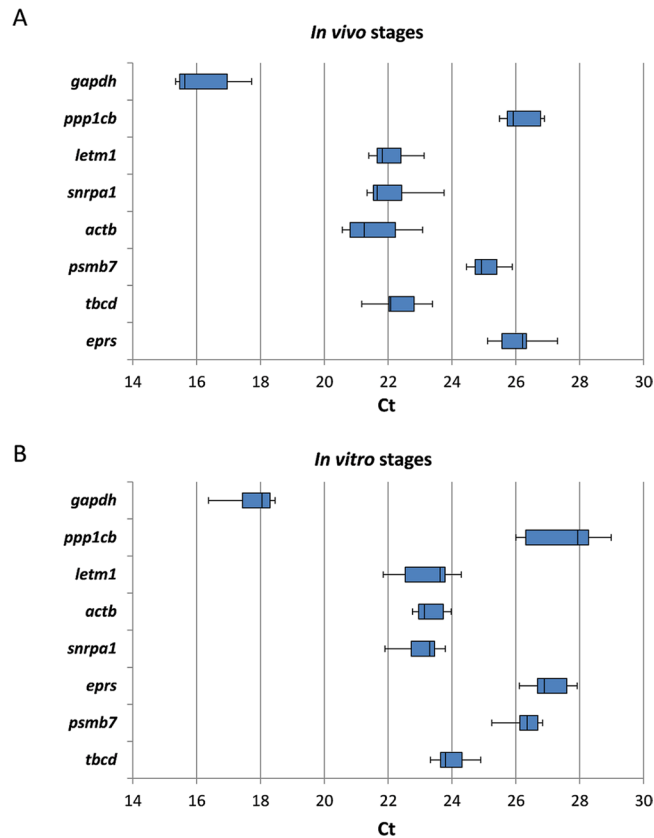 A
In vivo stages
gapdh
ppp1cb
letm1
snrpa1
actb
psmb7
tbcd
eprs
14 16 18 20 22 24 26 28 30
Ct
B
In vitro stages
gapdh
ppp1cb
letm1
actb
snrpa1
eprs
psmb7
tbcd
14 16 18 20 22 24 26 28 30
Ct